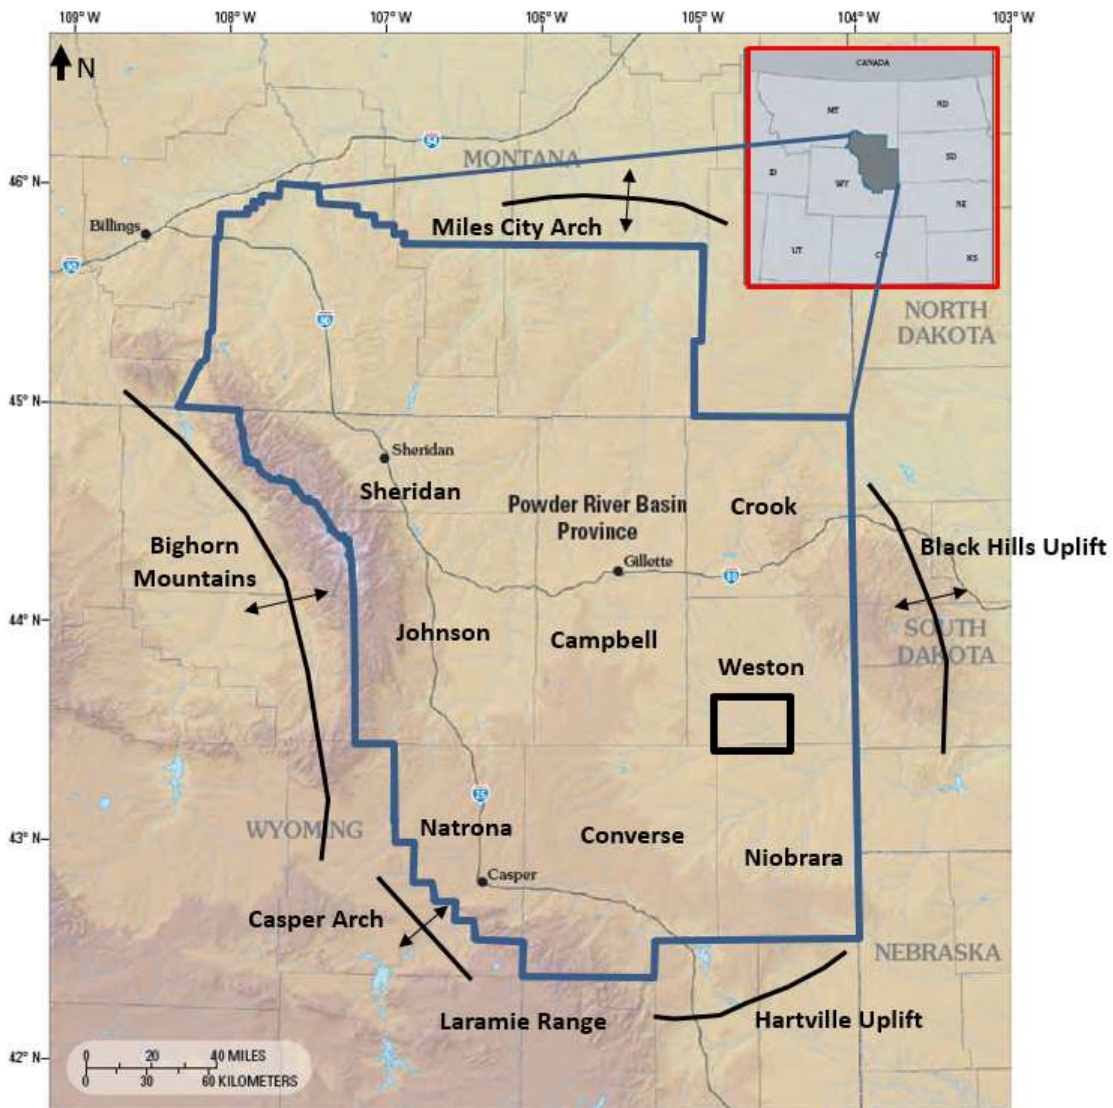 109° W
108° W
107° W
106° W
105° W
104° W
103° W
N
CANADA
MT
ND
ID
SD
WY
NE
UT
KS
94
MONTANA
46° N
Billings
Miles City Arch
90
90
NORTH
DAKOTA
45° N
Sheridan
Sheridan
Powder River Basin
Province
Crook
Bighorn
Mountains
Gillette
Black Hills Uplift
44° N
Johnson
Campbell
SOUTH
DAKOTA
Weston
25
43° N
WYOMING
Natrona
Converse
Niobrara
Casper
Casper Arch
NEBRASKA
Laramie Range
Hartville Uplift
42° N
0 20 40 MILES
0 30 60 KILOMETERS